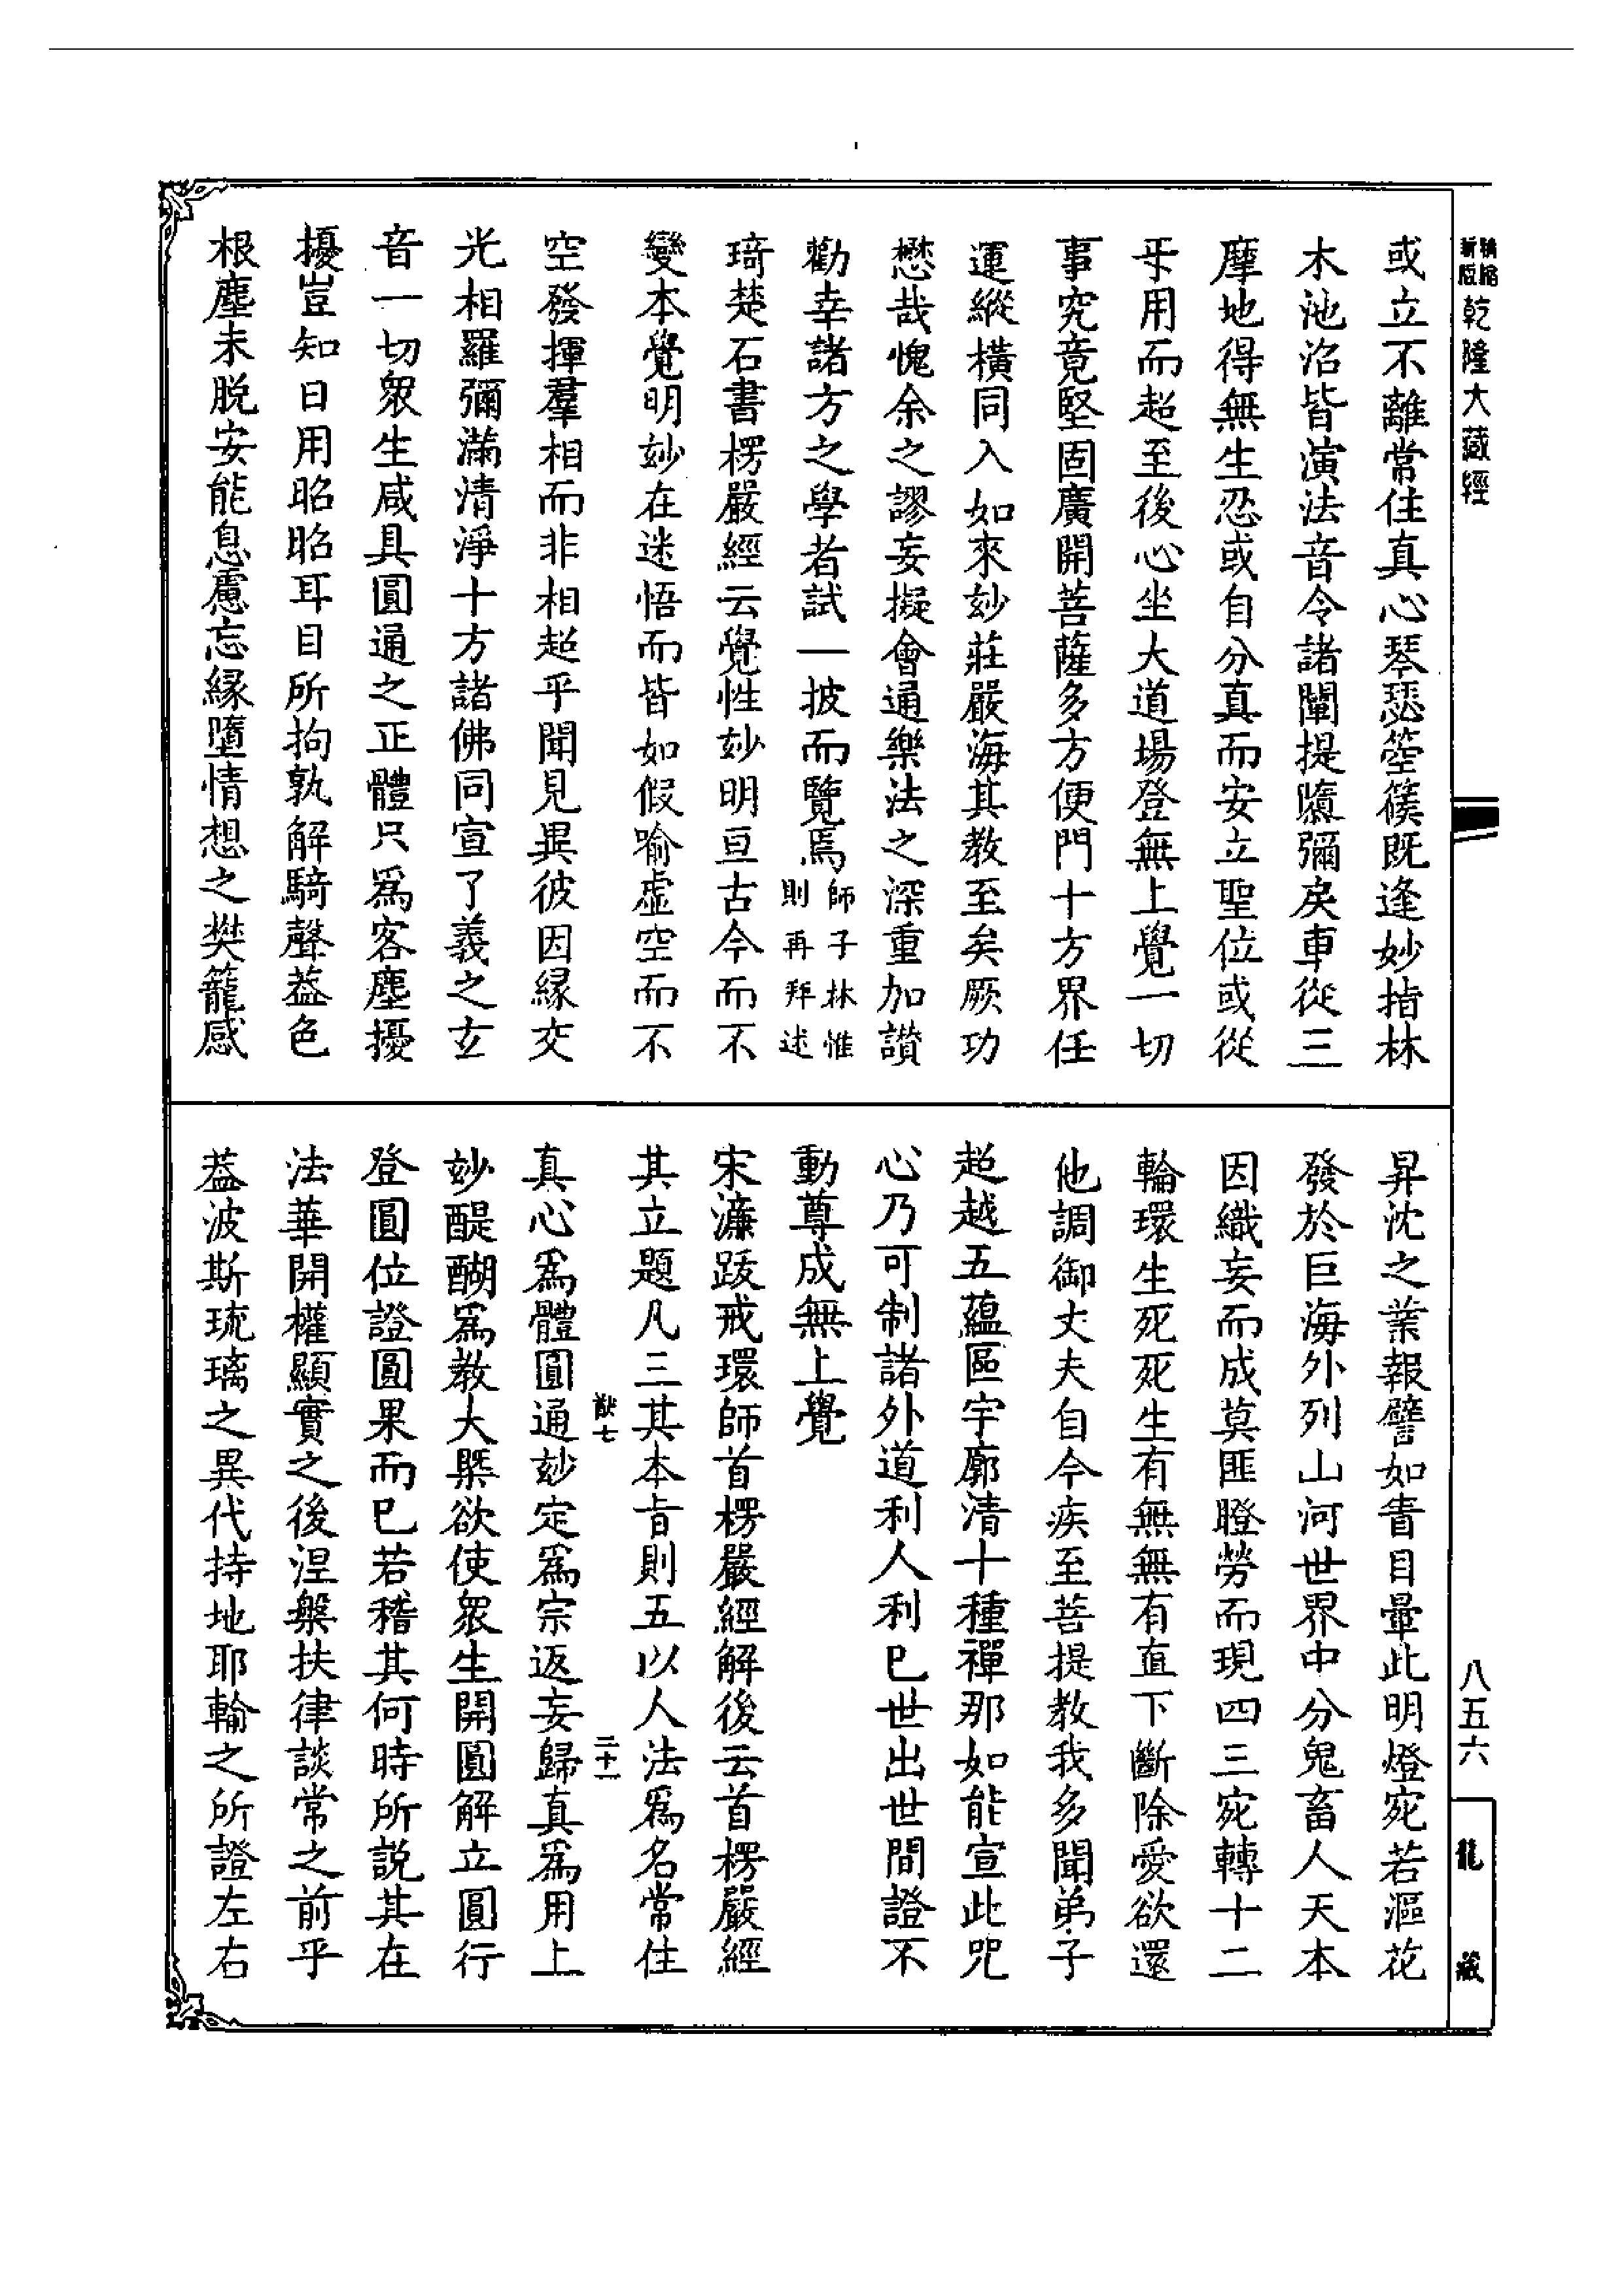 精縮新版乾隆大藏經
或立不離常住真心琴瑟箜篌既逢妙指林
木池沼皆演法音令諸闡提隳彌戾車從三
摩地得無生忍或自分真而安立聖位或從
乎用而超至後心坐大道場登無上覺一切
事究竟堅固廣開菩薩多方便門十方界任
運縱橫同入如來妙莊嚴海其教至矣厥功
懋哉愧余之謬妄擬會通樂法之深重加讚
勸幸諸方之學者試一披而覽焉師子林惟則再拜述
琦楚石書楞嚴經云覺性妙明亘古今而不
變本覺明妙在迷悟而皆如假喻虛空而不
空發揮羣相而非相超乎聞見異彼因緣交
光相羅彌滿清淨十方諸佛同宣了義之玄
音一切眾生咸具圓通之正體只為客塵擾
擾豈知日用昭昭耳目所拘孰解騎聲葢色
根塵未脫安能息慮忘緣墮情想之樊籠感
昇沈之業報譬如眚目暈此明燈宛若漚花
發於巨海外列山河世界中分鬼畜人天本
因織妄而成莫匪瞪勞而現四三宛轉十二
輪環生死死生有無無有直下斷除愛欲還
他調御丈夫自今疾至菩提教我多聞弟子
超越五蘊區宇廓清十種禪那如能宣此咒
心乃可制諸外道利人利已世出世間證不
動尊成無上覺
宋濂跋戒環師首楞嚴經解後云首楞嚴經
其立題凡三其本旨則五以人法為名常住
猷七 二十一
真心為體圓通妙定為宗返妄歸真為用上
妙醍醐為教大槩欲使眾生開圓解立圓行
登圓位證圓果而已若稽其何時所說其在
法華開權顯實之後涅槃扶律談常之前乎
葢波斯琉璃之異代持地耶輸之所證左右
八五六
龍藏